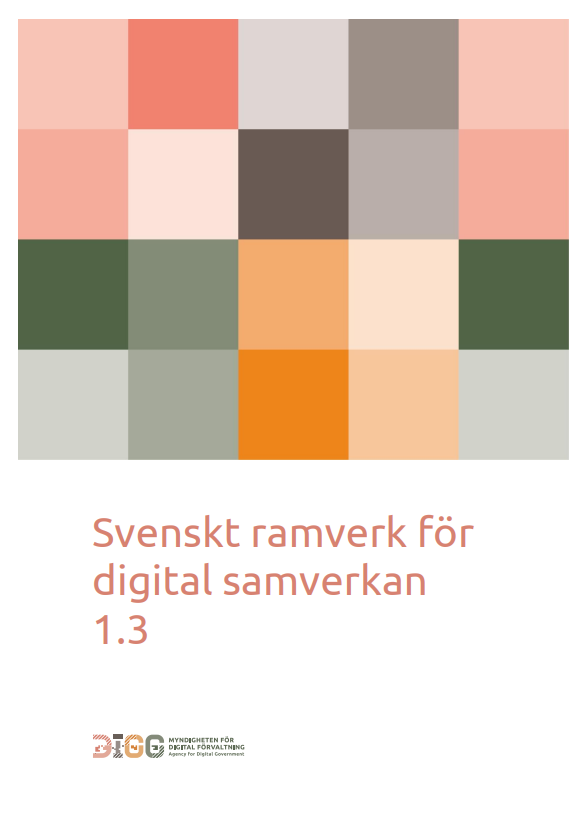 Svenskt ramverk för
digital samverkan
1.3
DIGG
MYNDIGHETEN FÖR
DIGITAL FÖRVALTNING
Agency for Digital Government